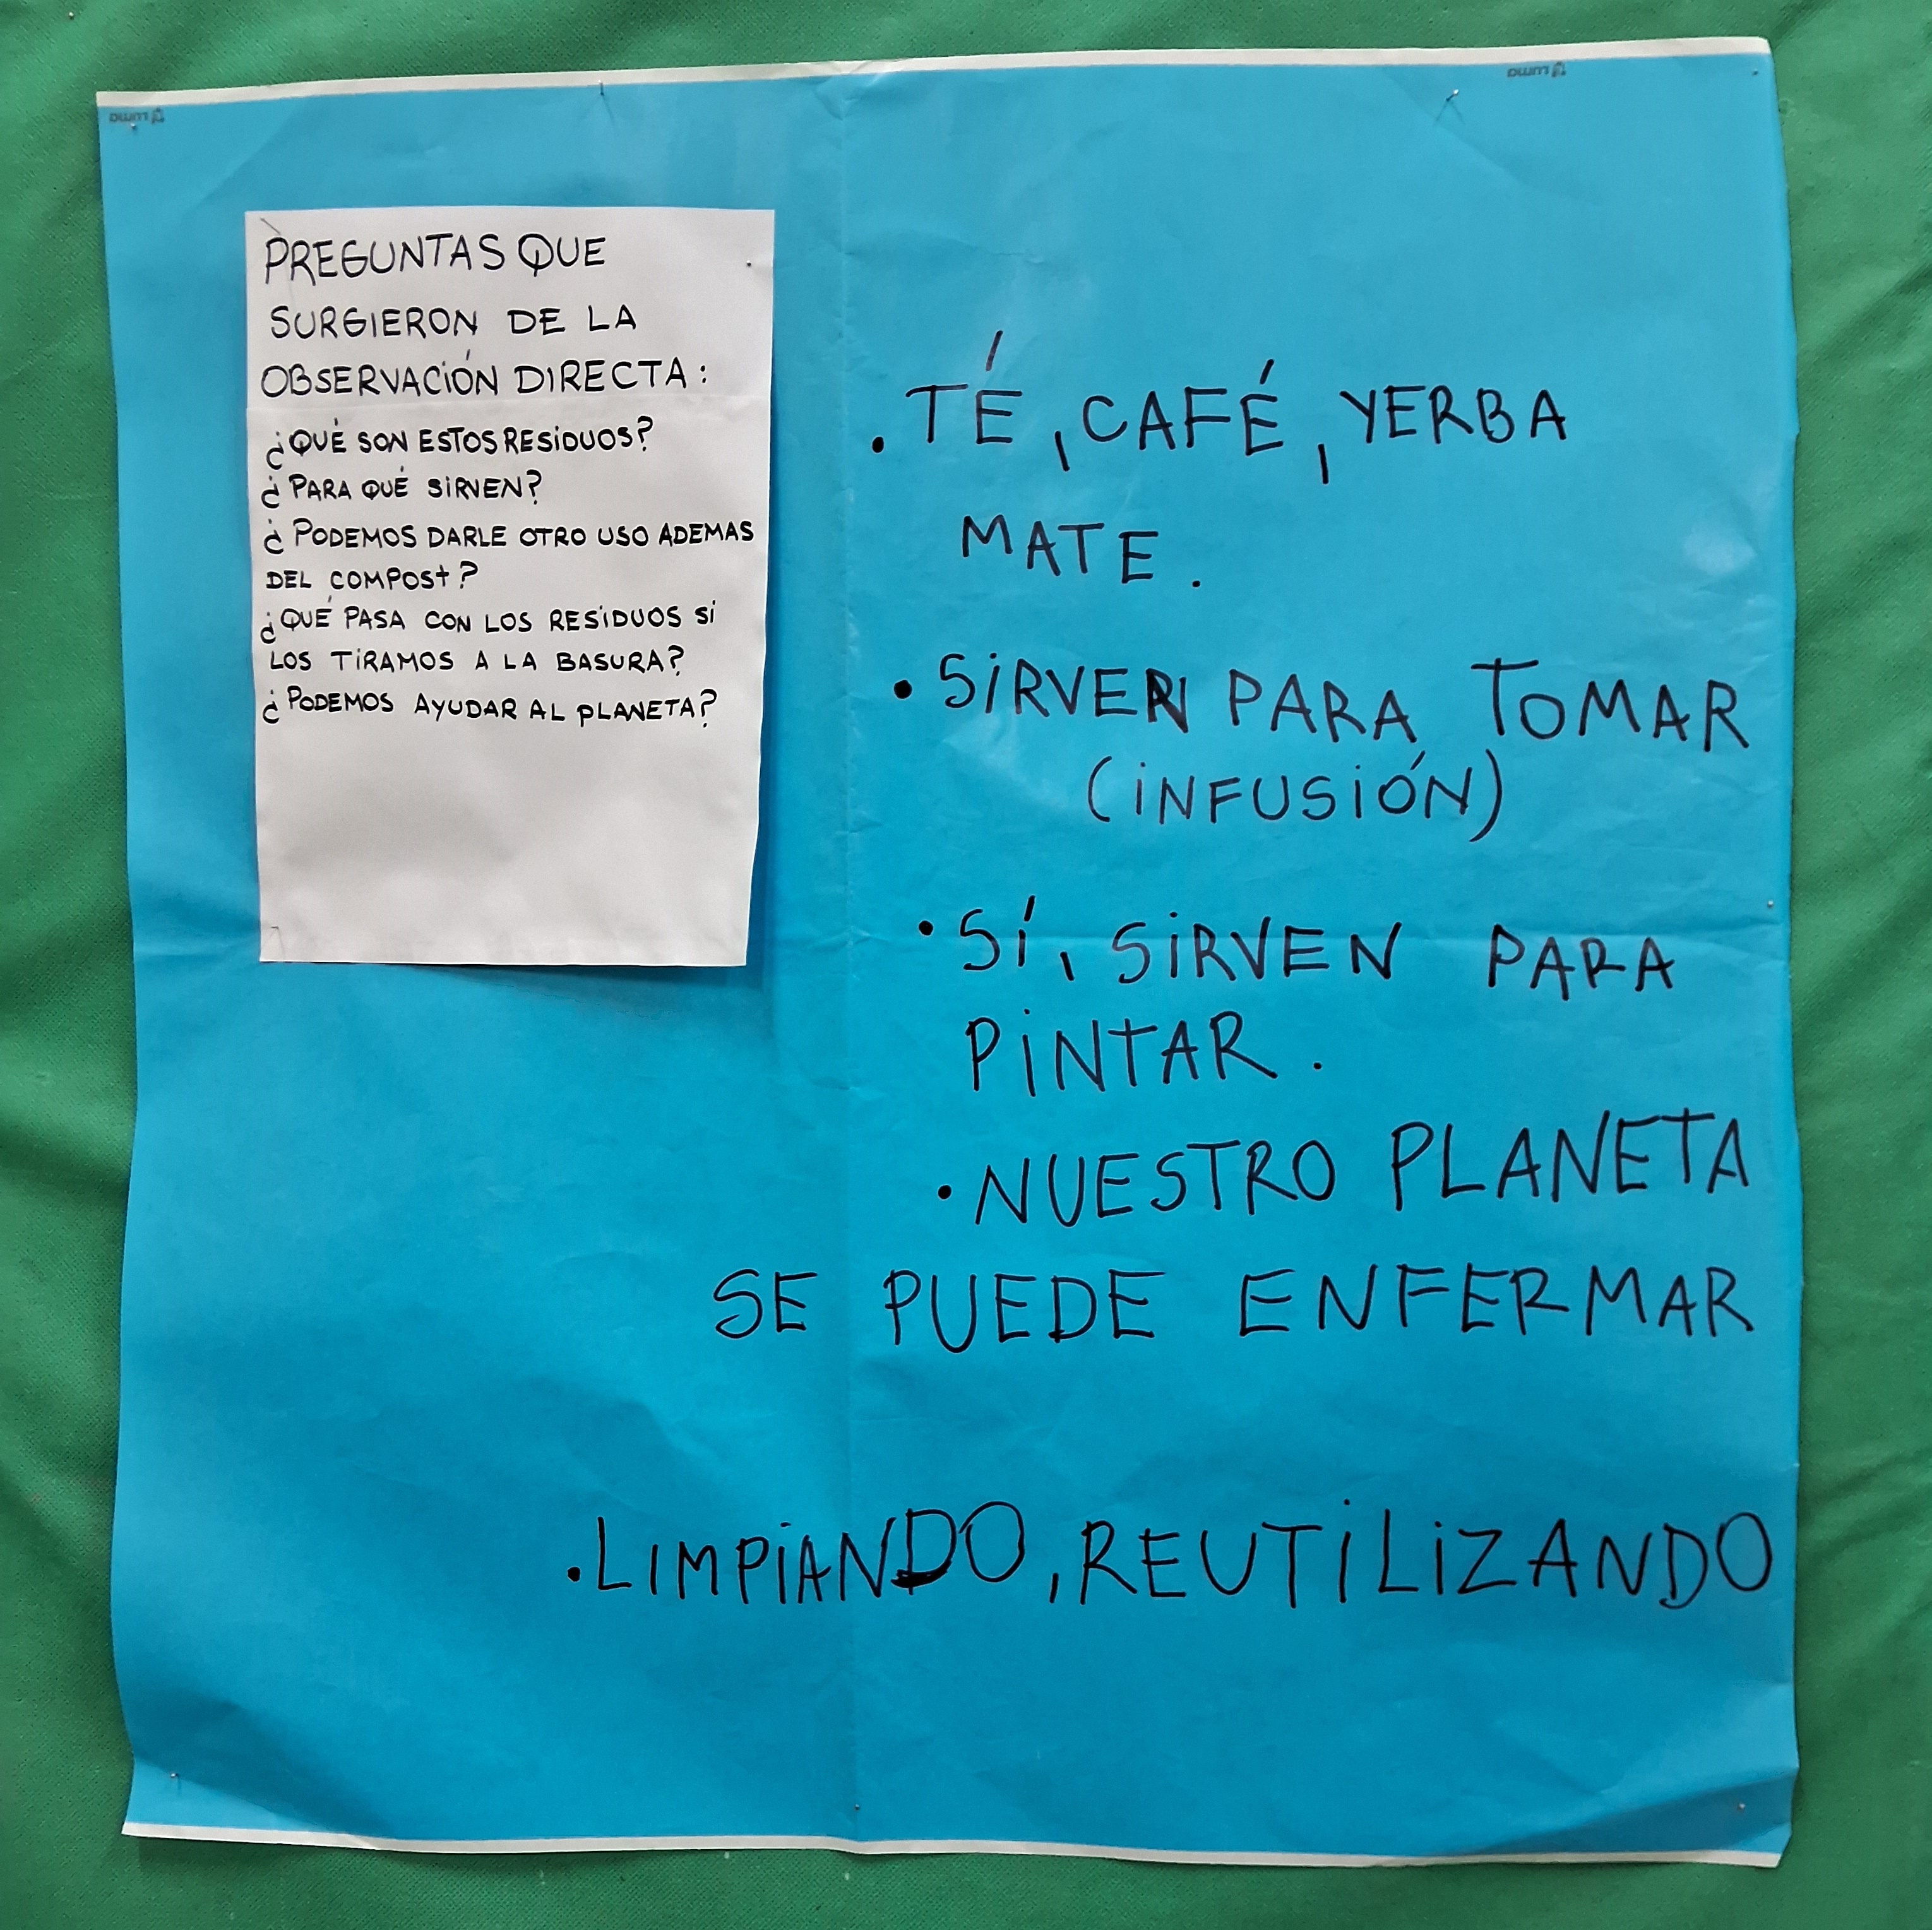 PREGUNTAS QUE
SURGIERON DE LA
OBSERVACIÓN DIRECTA:
¿QUÉ SON ESTOS RESIDUOS?
¿PARA QUÉ SIRVEN?
¿PODEMOS DARLE OTRO USO ADEMAS
DEL COMPOST?
¿QUÉ PASA CON LOS RESIDUOS SI
LOS TIRAMOS A LA BASURA?
¿PODEMOS AYUDAR AL PLANETA?
. TÉ, CAFÉ, YERBA
MATE.
• SIRVEN PARA TOMAR
(INFUSIÓN)
• SÍ, SIRVEN PARA
PINTAR.
• NUESTRO PLANETA
SE PUEDE ENFERMAR
. LIMPIANDO, REUTILIZANDO
luma
luma